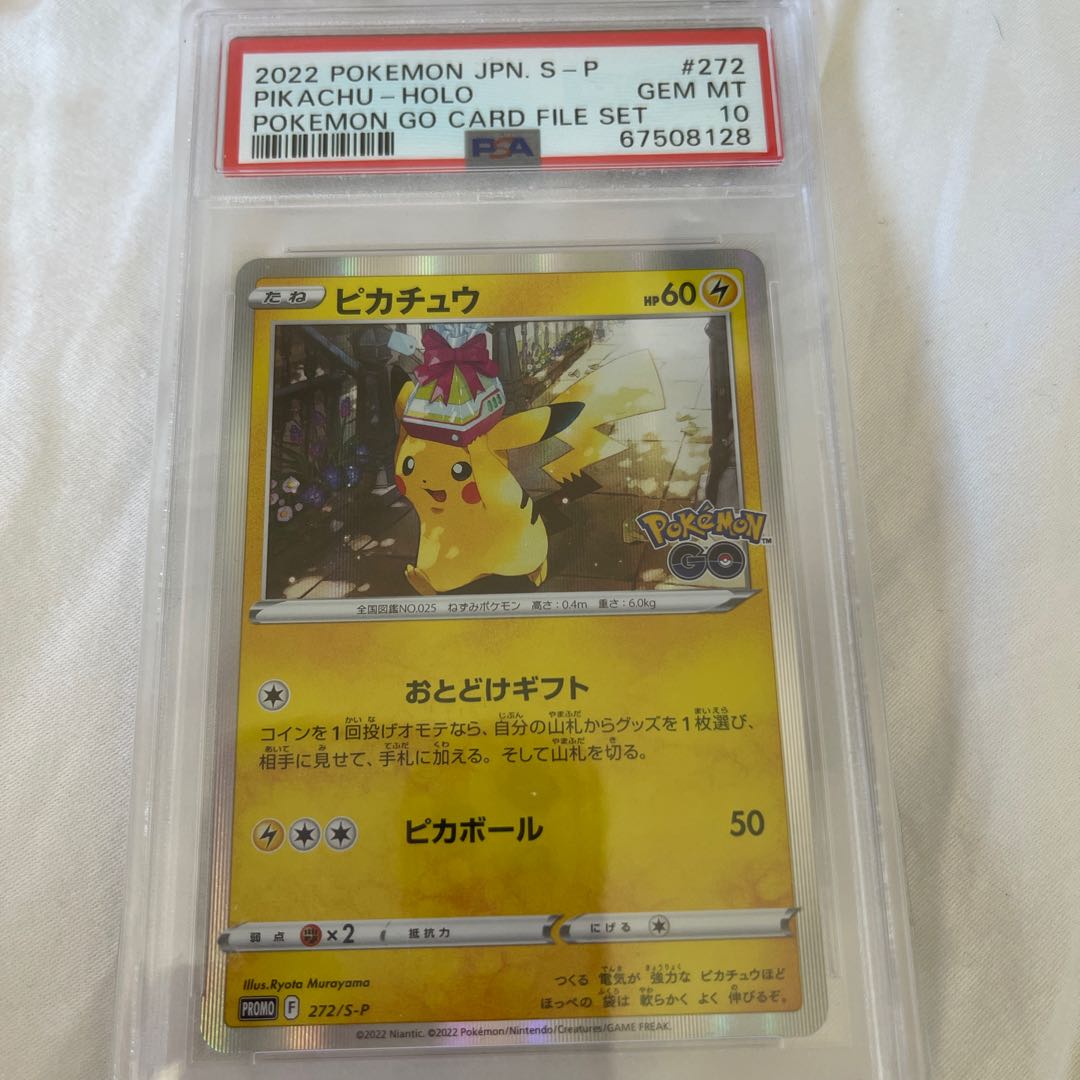 2022 POKEMON JPN. S-P #272
PIKACHU-HOLO GEM MT
POKEMON GO CARD FILE SET 10
PSA 67508128
たね ピカチュウ HP60
Pokémon GO™
全国図鑑NO.025 ねずみポケモン 高さ:0.4m 重さ:6.0kg
おとどけギフト
コインを1回投げオモテなら、自分の山札からグッズを1枚選び、
相手に見せて、手札に加える。そして山札を切る。
ピカボール 50
弱点 ×2 抵抗力 にげる
Illus.Ryota Murayama
つくる 電気が 強力な ピカチュウほど
ほっぺの 袋は 軟らかく よく 伸びるぞ。
PROMO F 272/S-P
©2022 Niantic. ©2022 Pokémon/Nintendo/Creatures/GAME FREAK.